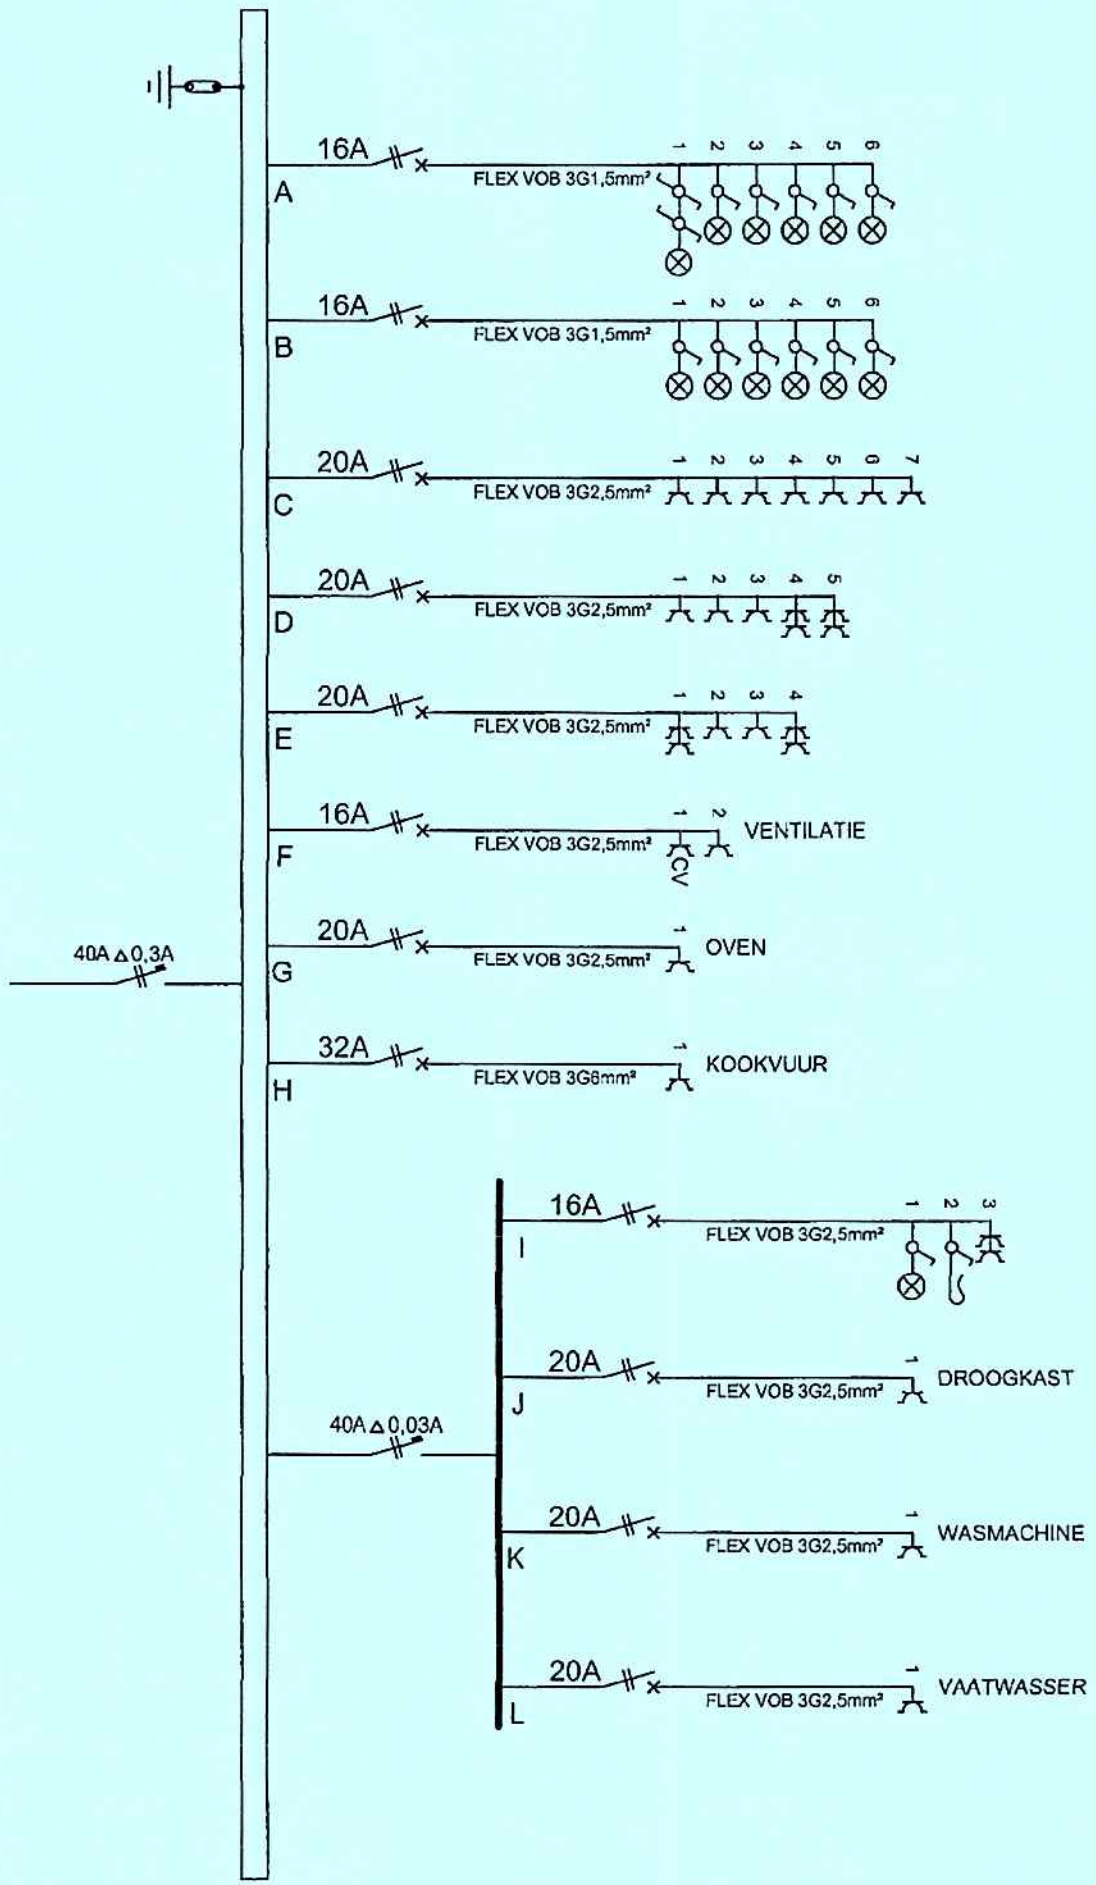 16A
1 2 3 4 5 6
A
FLEX VOB 3G1,5mm²
16A
1 2 3 4 5 6
B
FLEX VOB 3G1,5mm²
20A
1 2 3 4 5 6 7
C
FLEX VOB 3G2,5mm²
20A
1 2 3 4 5
D
FLEX VOB 3G2,5mm²
20A
1 2 3 4
E
FLEX VOB 3G2,5mm²
16A
1 2 VENTILATIE
F
FLEX VOB 3G2,5mm²
CV
20A
1 OVEN
40A Δ 0,3A
G
FLEX VOB 3G2,5mm²
32A
1 KOOKVUUR
H
FLEX VOB 3G6mm²
16A
1 2 3
I
FLEX VOB 3G2,5mm²
20A
1 DROOGKAST
J
FLEX VOB 3G2,5mm²
40A Δ 0,03A
20A
1 WASMACHINE
K
FLEX VOB 3G2,5mm²
20A
1 VAATWASSER
L
FLEX VOB 3G2,5mm²